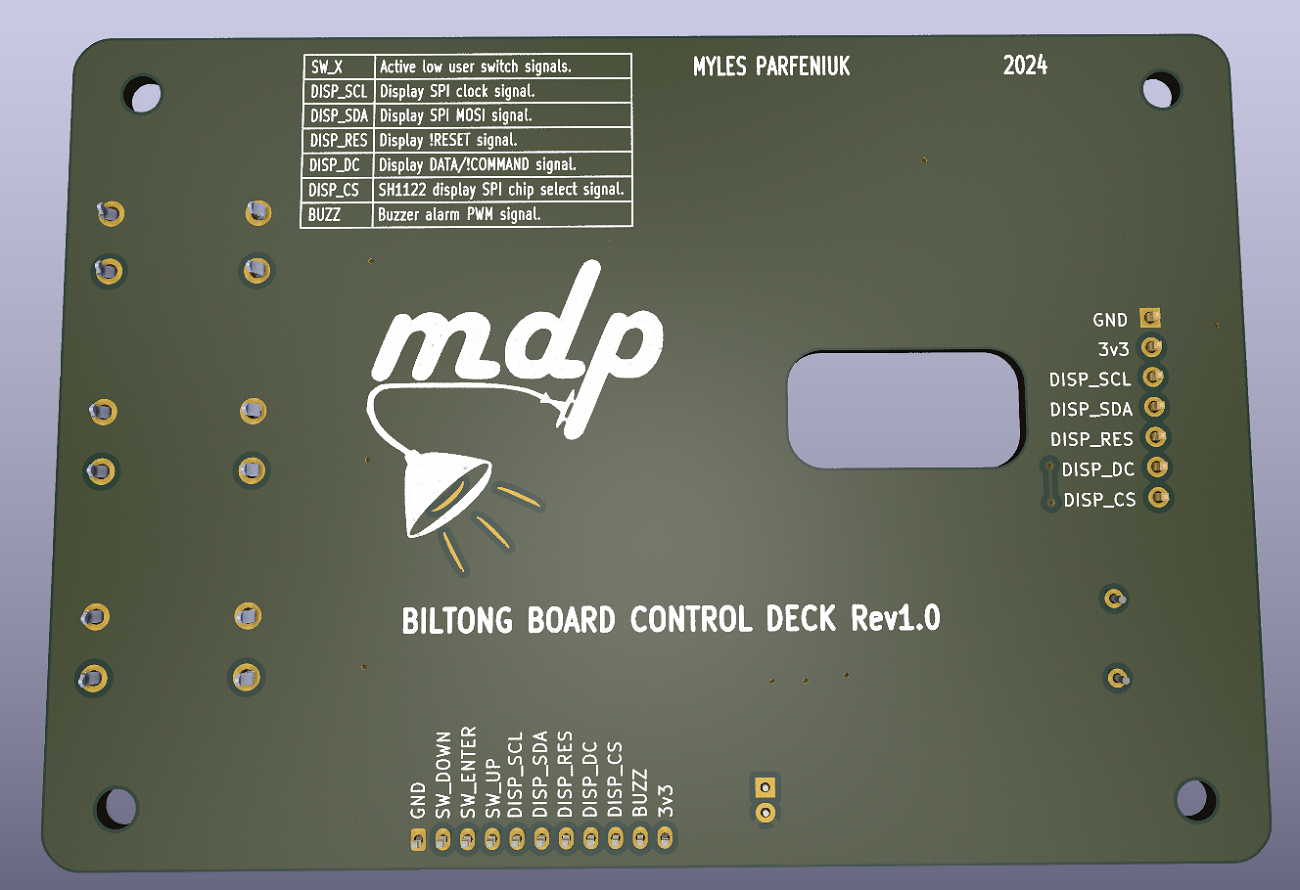 SW_X Active low user switch signals.
DISP_SCL Display SPI clock signal.
DISP_SDA Display SPI MOSI signal.
DISP_RES Display !RESET signal.
DISP_DC Display DATA/!COMMAND signal.
DISP_CS SH1122 display SPI chip select signal.
BUZZ Buzzer alarm PWM signal.
MYLES PARFENIUK
2024
mdp
GND
3v3
DISP_SCL
DISP_SDA
DISP_RES
DISP_DC
DISP_CS
BILTONG BOARD CONTROL DECK Rev1.0
GND
SW_DOWN
SW_ENTER
SW_UP
DISP_SCL
DISP_SDA
DISP_RES
DISP_DC
DISP_CS
BUZZ
3v3